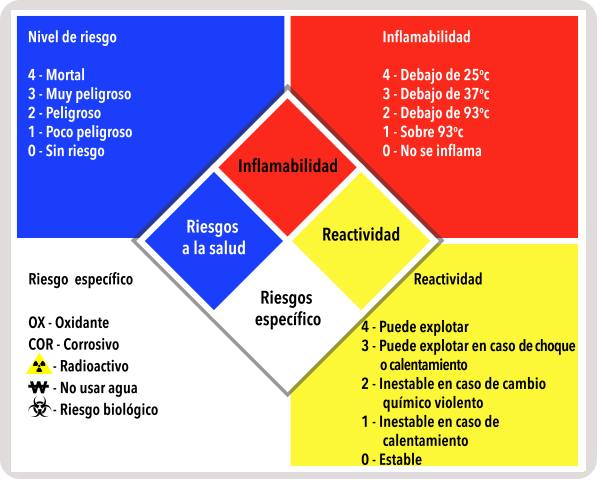 Nivel de riesgo
4 - Mortal
3 - Muy peligroso
2 - Peligroso
1 - Poco peligroso
0 - Sin riesgo
Inflamabilidad
4 - Debajo de 25ºc
3 - Debajo de 37ºc
2 - Debajo de 93ºc
1 - Sobre 93ºc
0 - No se inflama
Inflamabilidad
Riesgos
a la salud
Reactividad
Riesgos
específico
Riesgo específico
OX - Oxidante
COR - Corrosivo
- Radioactivo
W - No usar agua
- Riesgo biológico
Reactividad
4 - Puede explotar
3 - Puede explotar en caso de choque
o calentamiento
2 - Inestable en caso de cambio
químico violento
1 - Inestable en caso de
calentamiento
0 - Estable